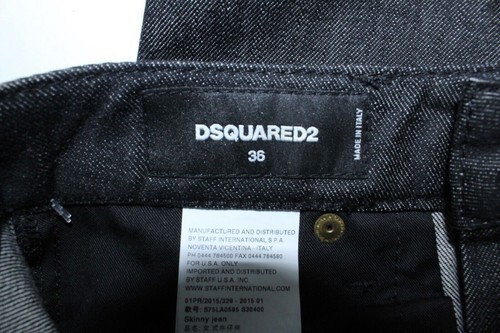 DSQUARED2
36
MADE IN ITALY
MANUFACTURED AND DISTRIBUTED
BY STAFF INTERNATIONAL S.P.A
NOVENTA VICENTINA - ITALY
PH 0444 784500 FAX 0444 784580
FOR U.S.A. ONLY
IMPORTED AND DISTRIBUTED
BY STAFF U.S.A. INC
WWW.STAFFINTERNATIONAL.COM
Skinny jean